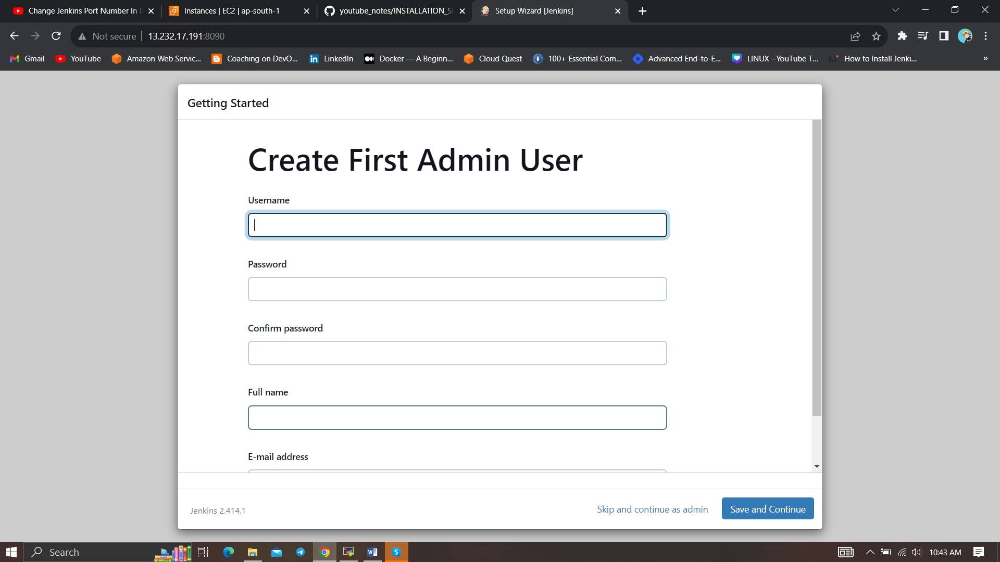 Change Jenkins Port Number In
Instances | EC2 | ap-south-1
youtube_notes/INSTALLATION_S
Setup Wizard [Jenkins]
Not secure
13.232.17.191:8090
Gmail
YouTube
Amazon Web Servic...
Coaching on DevO...
LinkedIn
Docker — A Beginn...
Cloud Quest
100+ Essential Com...
Advanced End-to-E...
LINUX - YouTube T...
How to Install Jenki...
»
Getting Started
Create First Admin User
Username
Password
Confirm password
Full name
E-mail address
Jenkins 2.414.1
Skip and continue as admin
Save and Continue
Search
10:43 AM